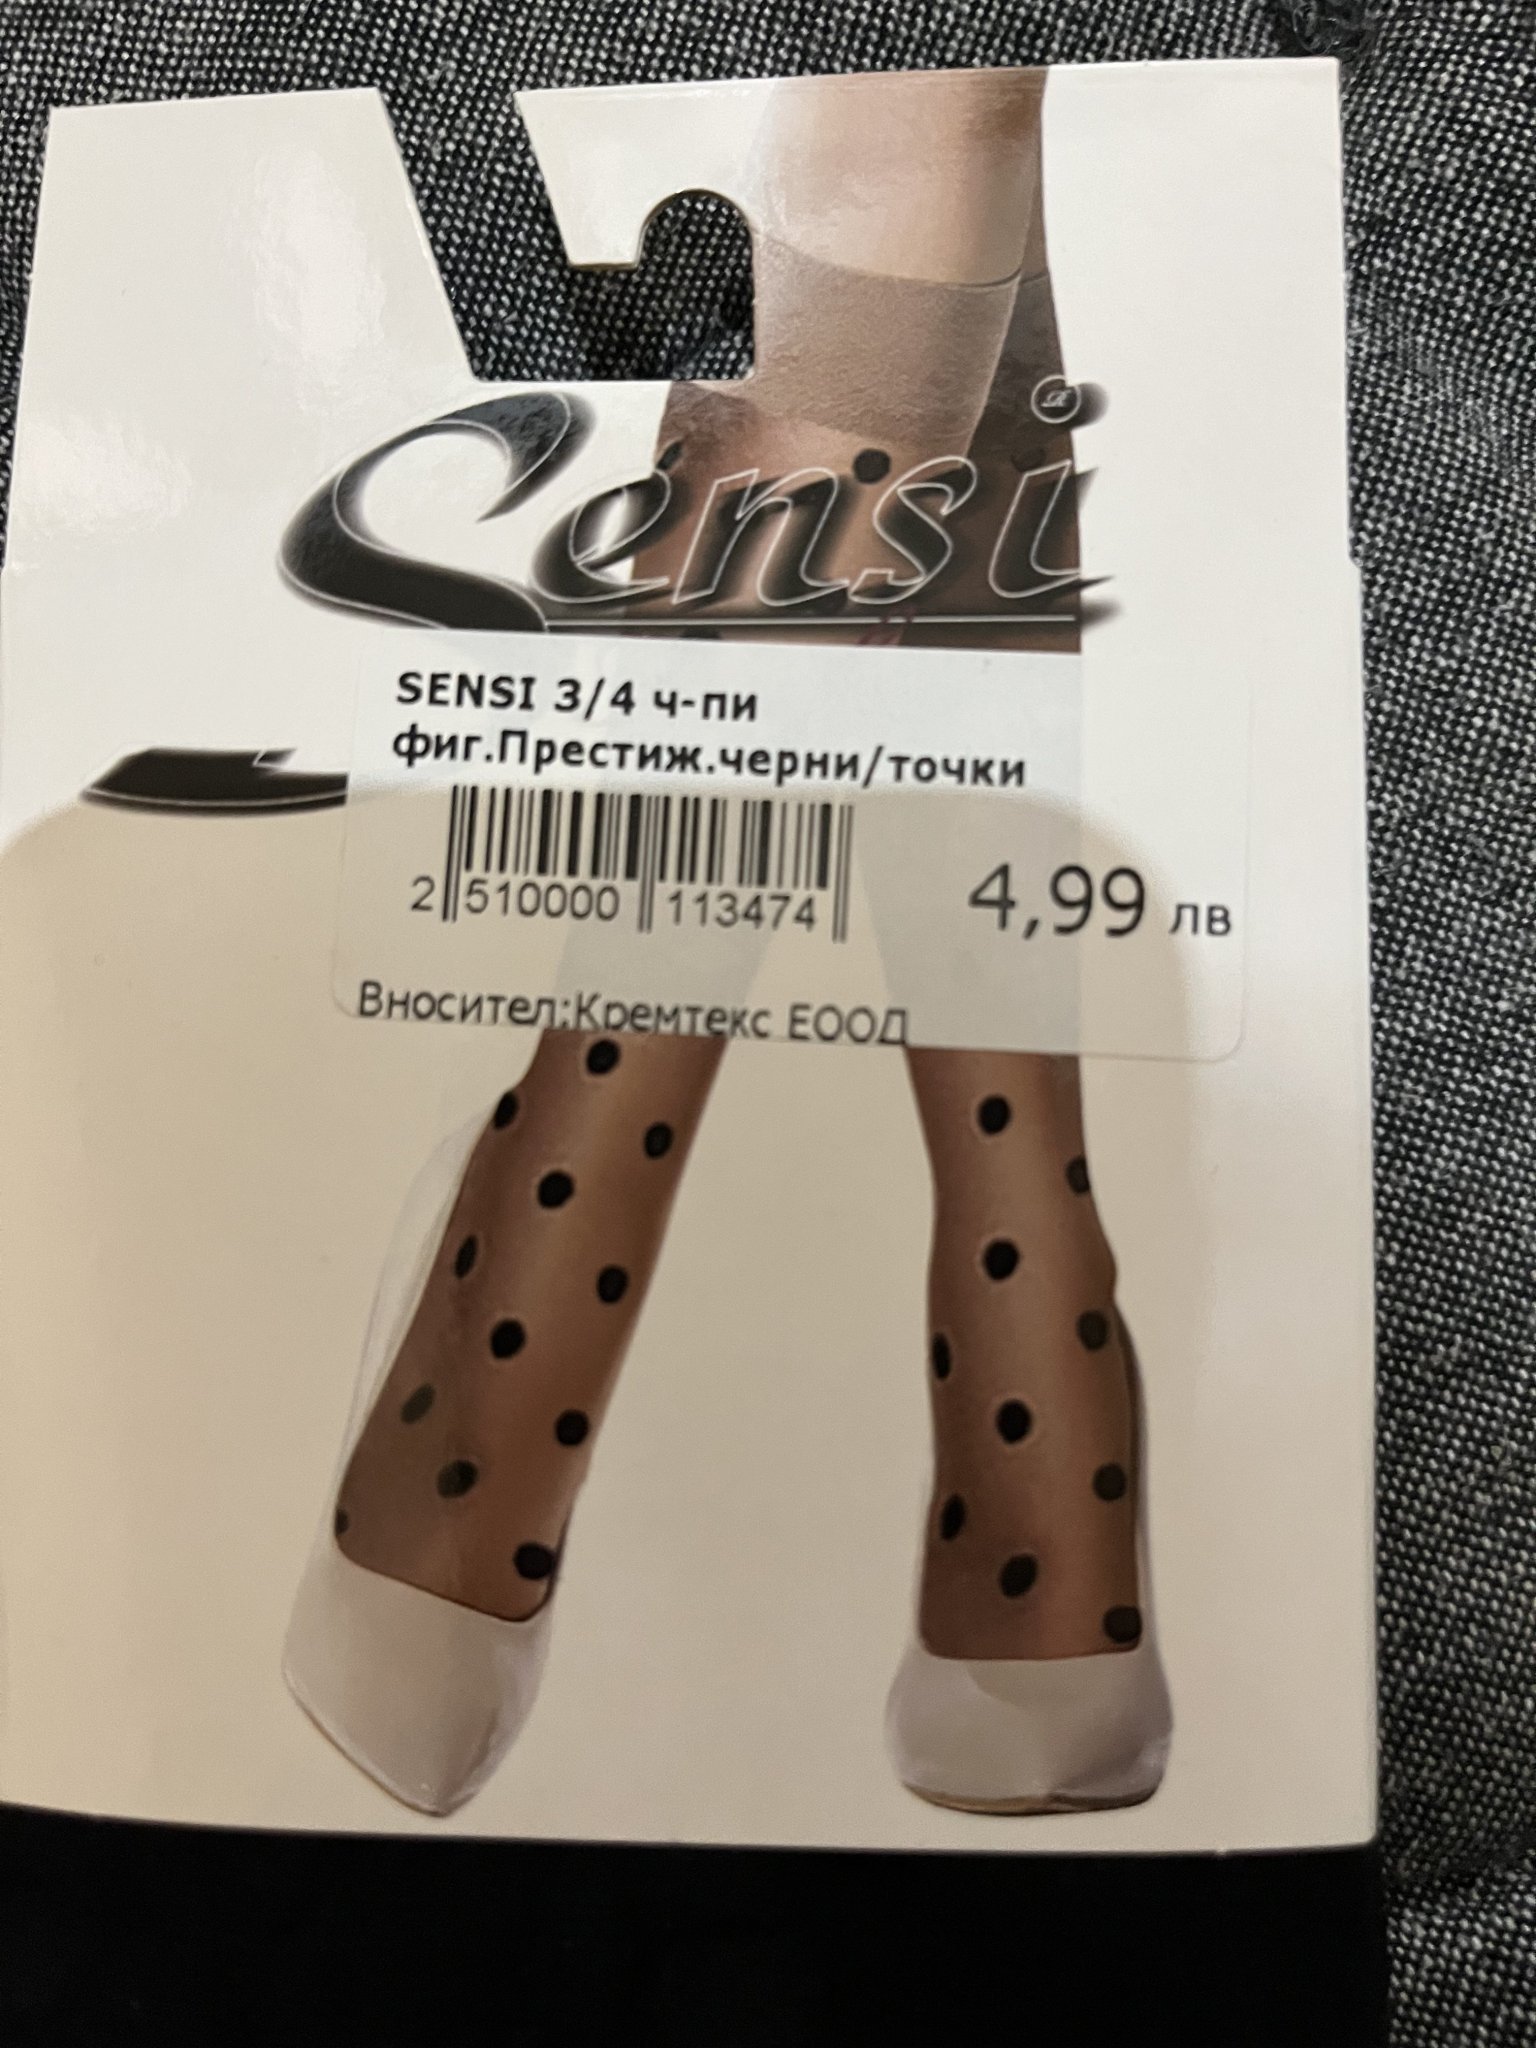 Sensi
SENSI 3/4 ч-пи
фиг.Престиж.черни/точки
2 510000 113474
4,99 лв
Вносител;Кремтекс ЕООД